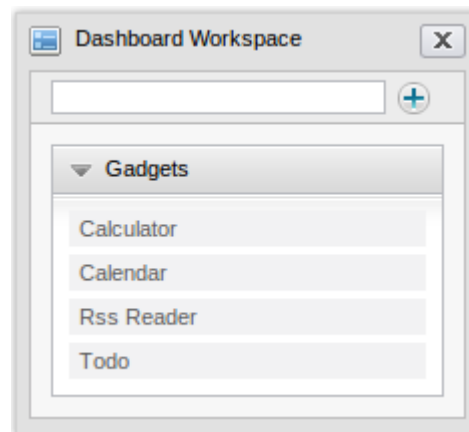 Dashboard Workspace
Gadgets
Calculator
Calendar
Rss Reader
Todo